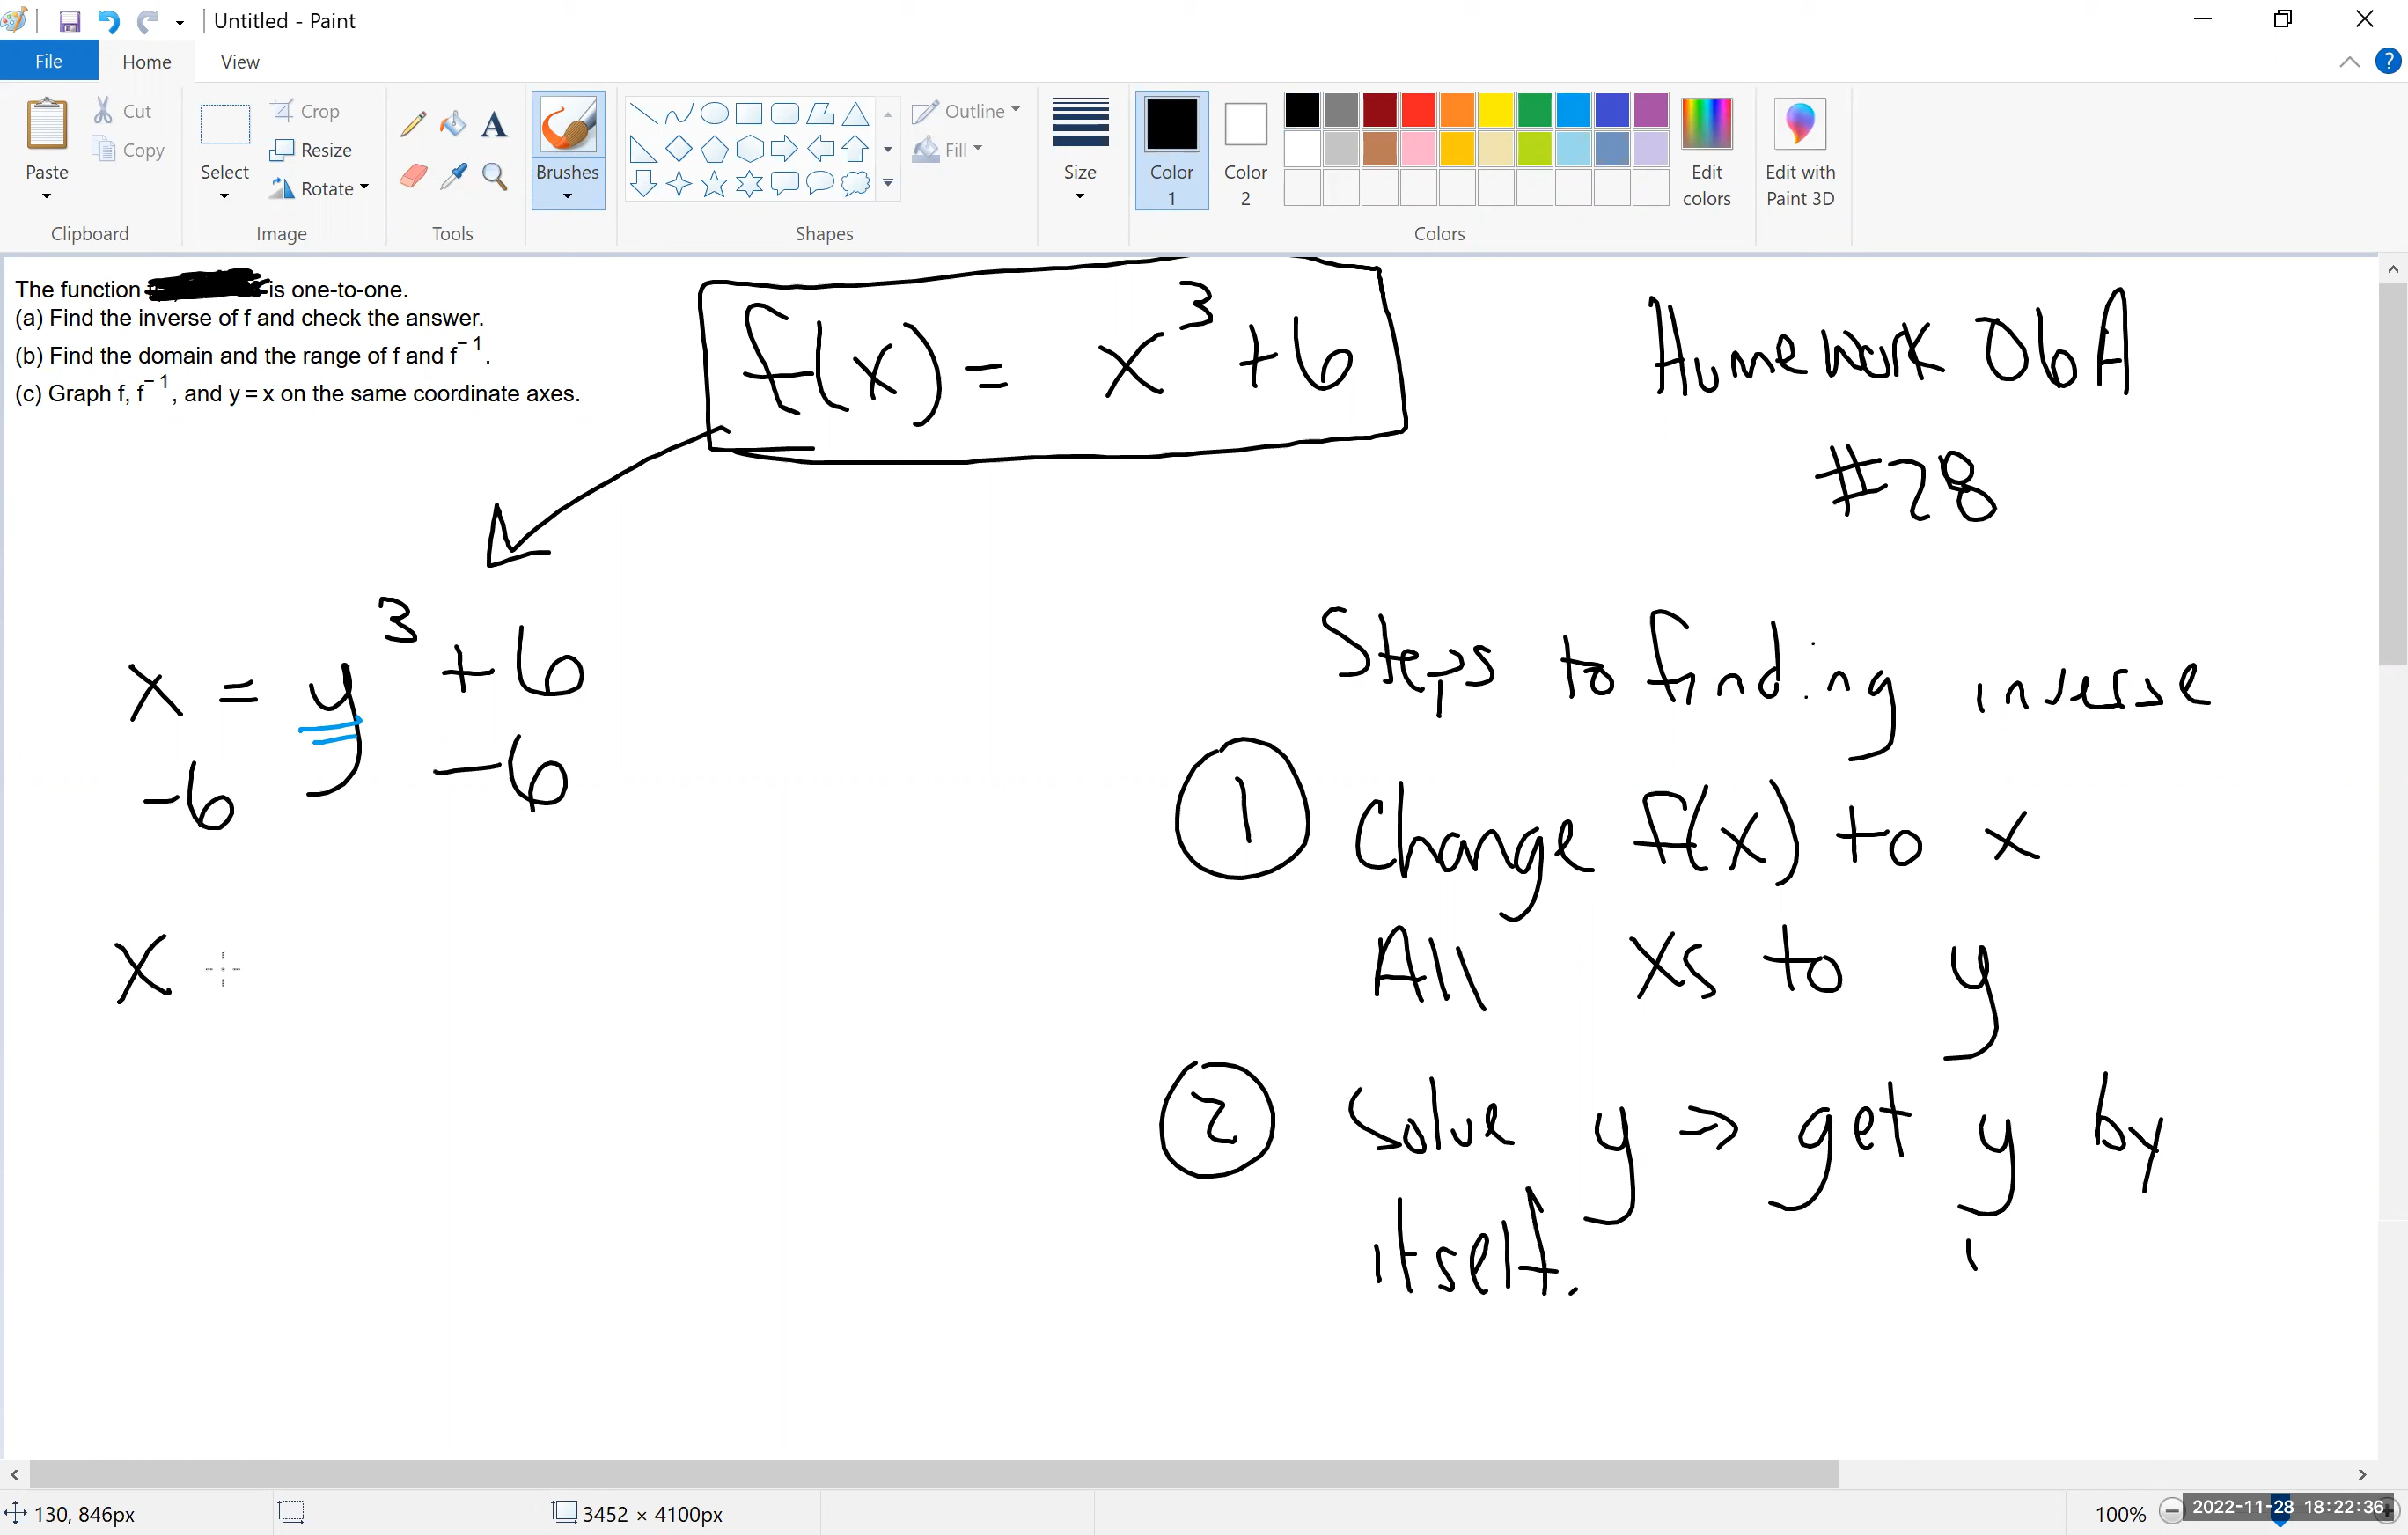 Untitled - Paint
File Home View
Paste Cut Copy Clipboard
Select Crop Resize Rotate Image
Tools
Brushes
Shapes
Outline Fill
Size
Color 1
Color 2
Edit colors
Colors
Edit with Paint 3D
The function is one-to-one.
(a) Find the inverse of f and check the answer.
(b) Find the domain and the range of f and f⁻¹.
(c) Graph f, f⁻¹, and y = x on the same coordinate axes.
f(x) = x³ +6
Homework 06A
#28
x = y³ +6
-6 -6
x
Steps to finding inverse
1 Change f(x) to x
All xs to y
2 Solve y ⇒ get y by
itself.
130, 846px
3452 × 4100px
100%
2022-11-28 18:22:36